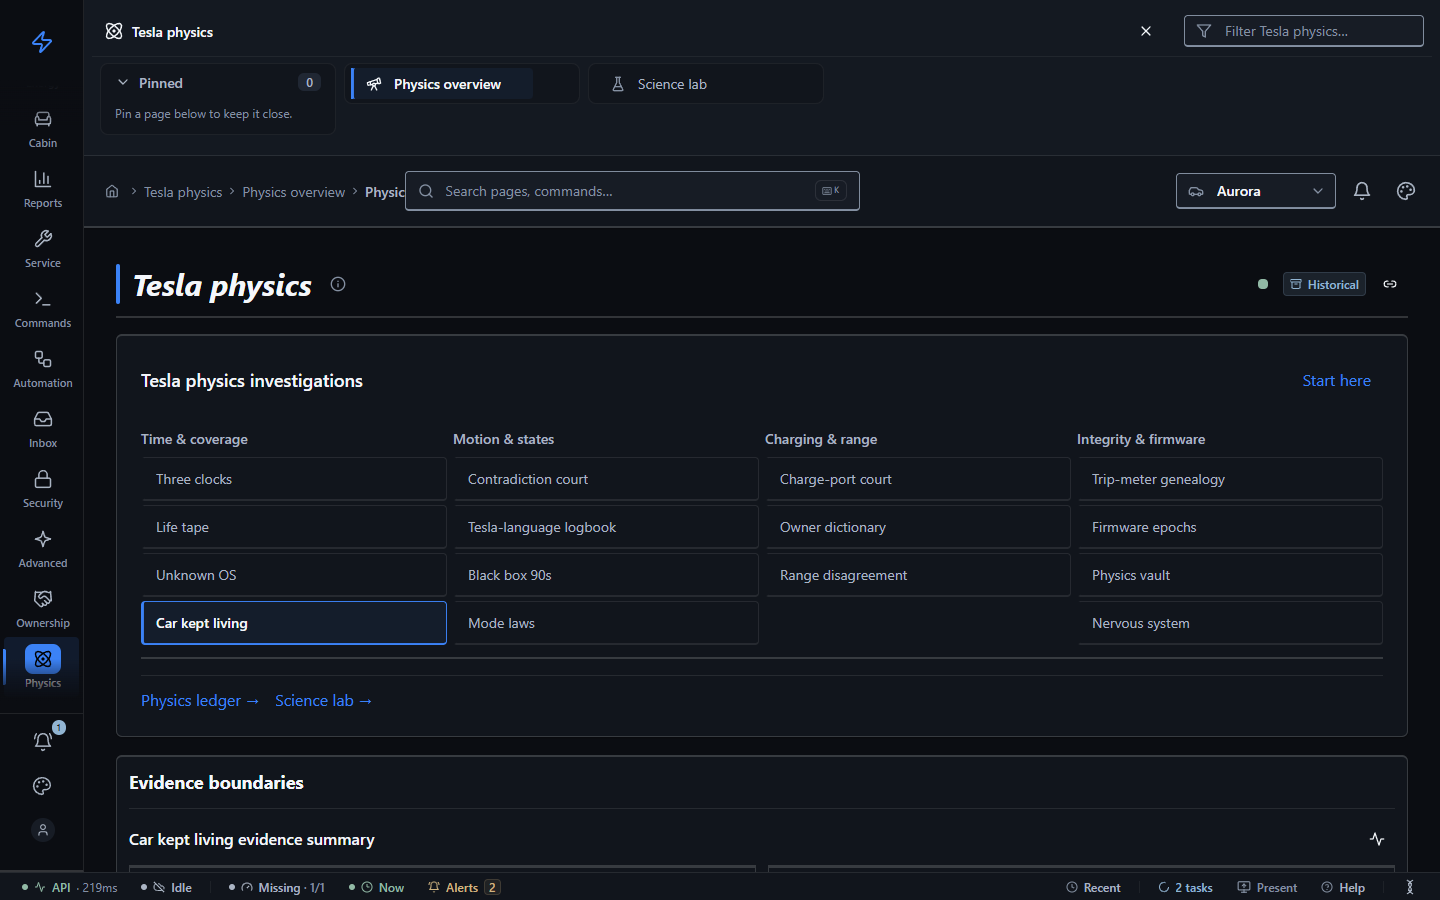 Tesla physics
Filter Tesla physics...
Pinned
0
Pin a page below to keep it close.
Physics overview
Science lab
Cabin
Reports
Service
Commands
Automation
Inbox
Security
Advanced
Ownership
Physics
1
Tesla physics
Physics overview
Physic
Search pages, commands...
K
Aurora
Tesla physics
Historical
Tesla physics investigations
Start here
Time & coverage
Three clocks
Life tape
Unknown OS
Car kept living
Motion & states
Contradiction court
Tesla-language logbook
Black box 90s
Mode laws
Charging & range
Charge-port court
Owner dictionary
Range disagreement
Integrity & firmware
Trip-meter genealogy
Firmware epochs
Physics vault
Nervous system
Physics ledger →
Science lab →
Evidence boundaries
Car kept living evidence summary
API · 219ms
Idle
Missing · 1/1
Now
Alerts 2
Recent
2 tasks
Present
Help